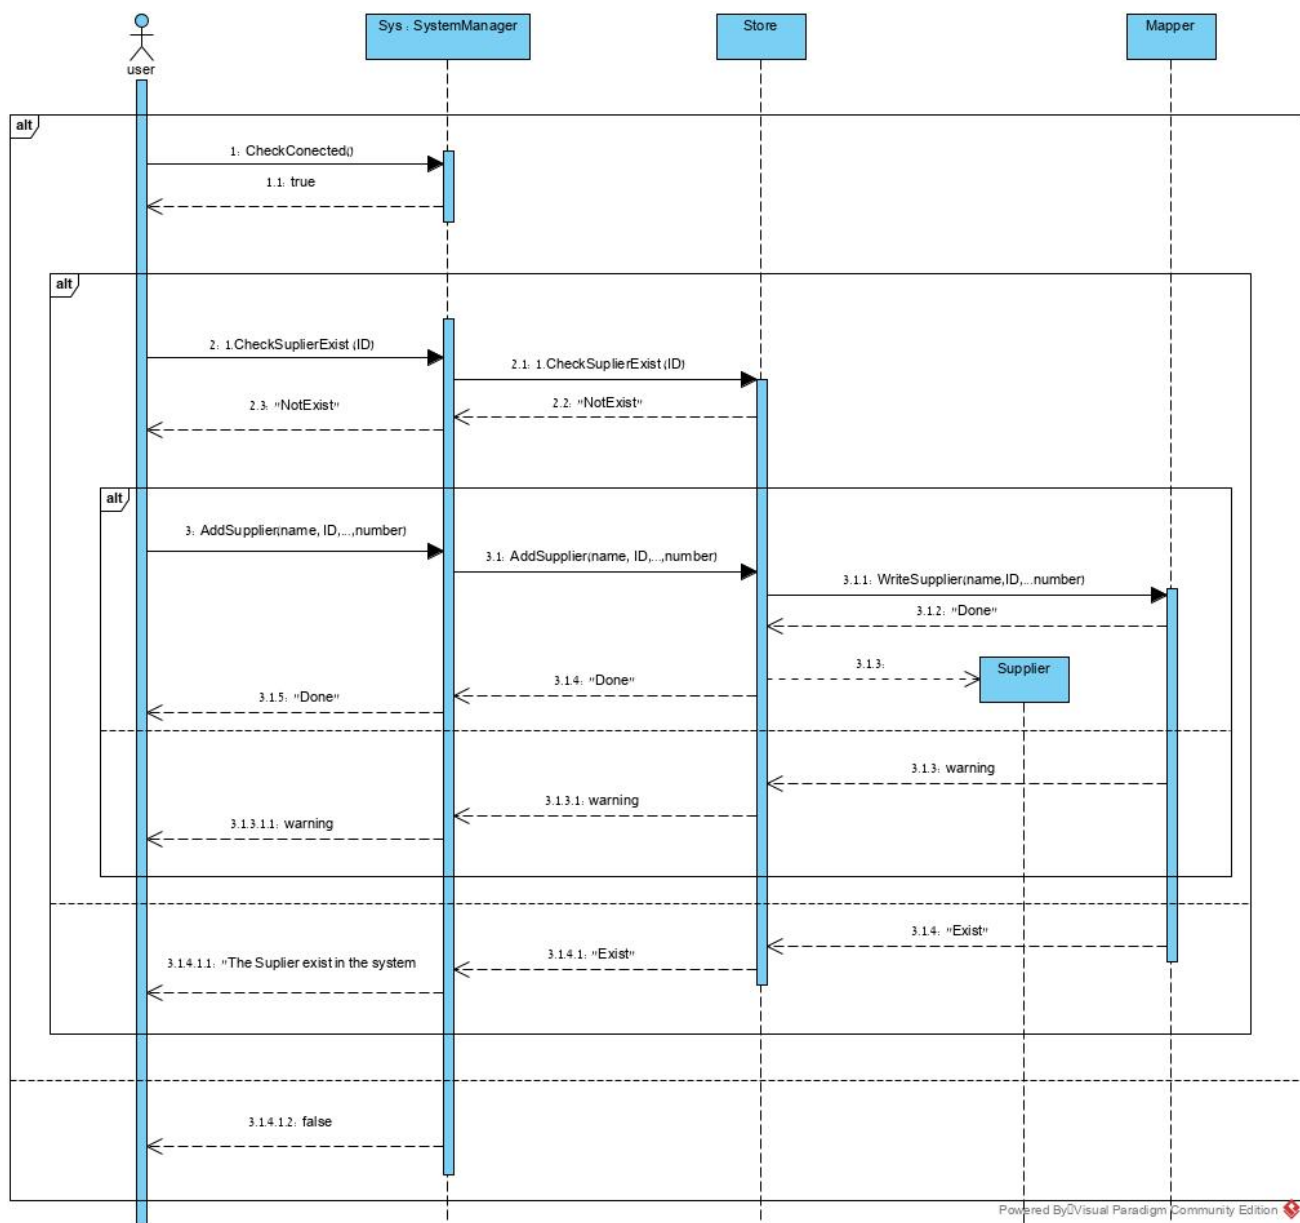 Sys : SystemManager
Store
Mapper
user
alt
1: CheckConected()
1.1: true
alt
2: 1.CheckSuplierExist (ID)
2.1: 1.CheckSuplierExist (ID)
2.3: "NotExist"
2.2: "NotExist"
alt
3: AddSupplier(name, ID,...,number)
3.1: AddSupplier(name, ID,...,number)
3.1.1: WriteSupplier(name,ID,...number)
3.1.2: "Done"
3.1.3:
Supplier
3.1.4: "Done"
3.1.5: "Done"
3.1.3: warning
3.1.3.1: warning
3.1.3.1.1: warning
3.1.4: "Exist"
3.1.4.1: "Exist"
3.1.4.1.1: "The Suplier exist in the system
3.1.4.1.2: false
Powered By Visual Paradigm Community Edition